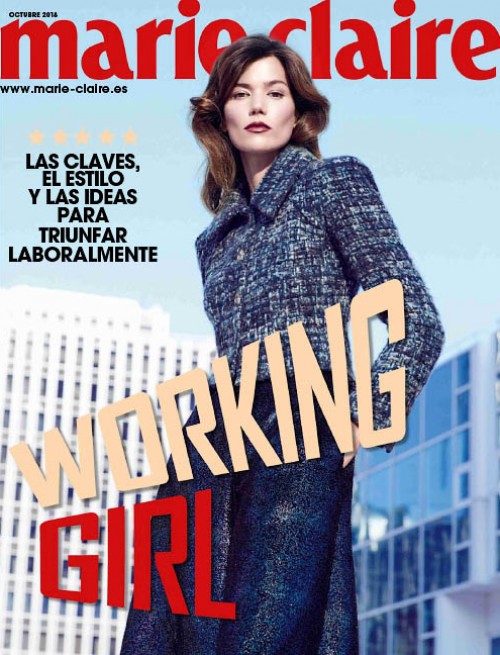 OCTUBRE 2016
marie claire
www.marie-claire.es
LAS CLAVES,
EL ESTILO
Y LAS IDEAS
PARA
TRIUNFAR
LABORALMENTE
WORKING
GIRL